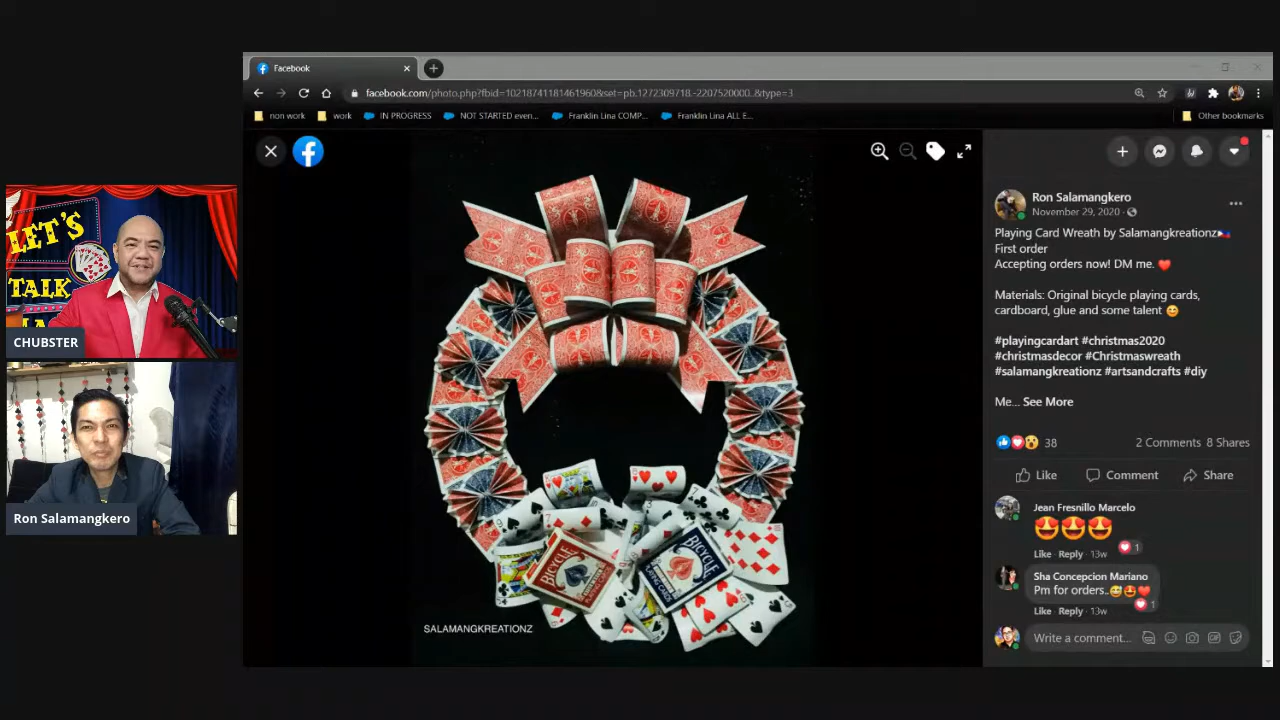 Facebook
facebook.com/photo.php?fbid=10218741181461960&set=pb.1272309718.-2207520000..&type=3
non work
work
IN PROGRESS
NOT STARTED even...
Franklin Lina COMP...
Franklin Lina ALL E...
Other bookmarks
LET'S
TALK
CHUBSTER
Ron Salamangkero
BICYCLE
BICYCLE
PLAYING CARDS
SALAMANGKREATIONZ
Ron Salamangkero
November 29, 2020 ·
Playing Card Wreath by Salamangkreationz🇵🇭
First order
Accepting orders now! DM me. ❤️
Materials: Original bicycle playing cards,
cardboard, glue and some talent 😊
#playingcardart #christmas2020
#christmasdecor #Christmaswreath
#salamangkreationz #artsandcrafts #diy
Me... See More
38
2 Comments 8 Shares
Like Comment Share
Jean Fresnillo Marcelo
🤩🤩🤩
1
Like · Reply · 13w
Sha Concepcion Mariano
Pm for orders..😅🤩❤️
1
Like · Reply · 13w
Write a comment...